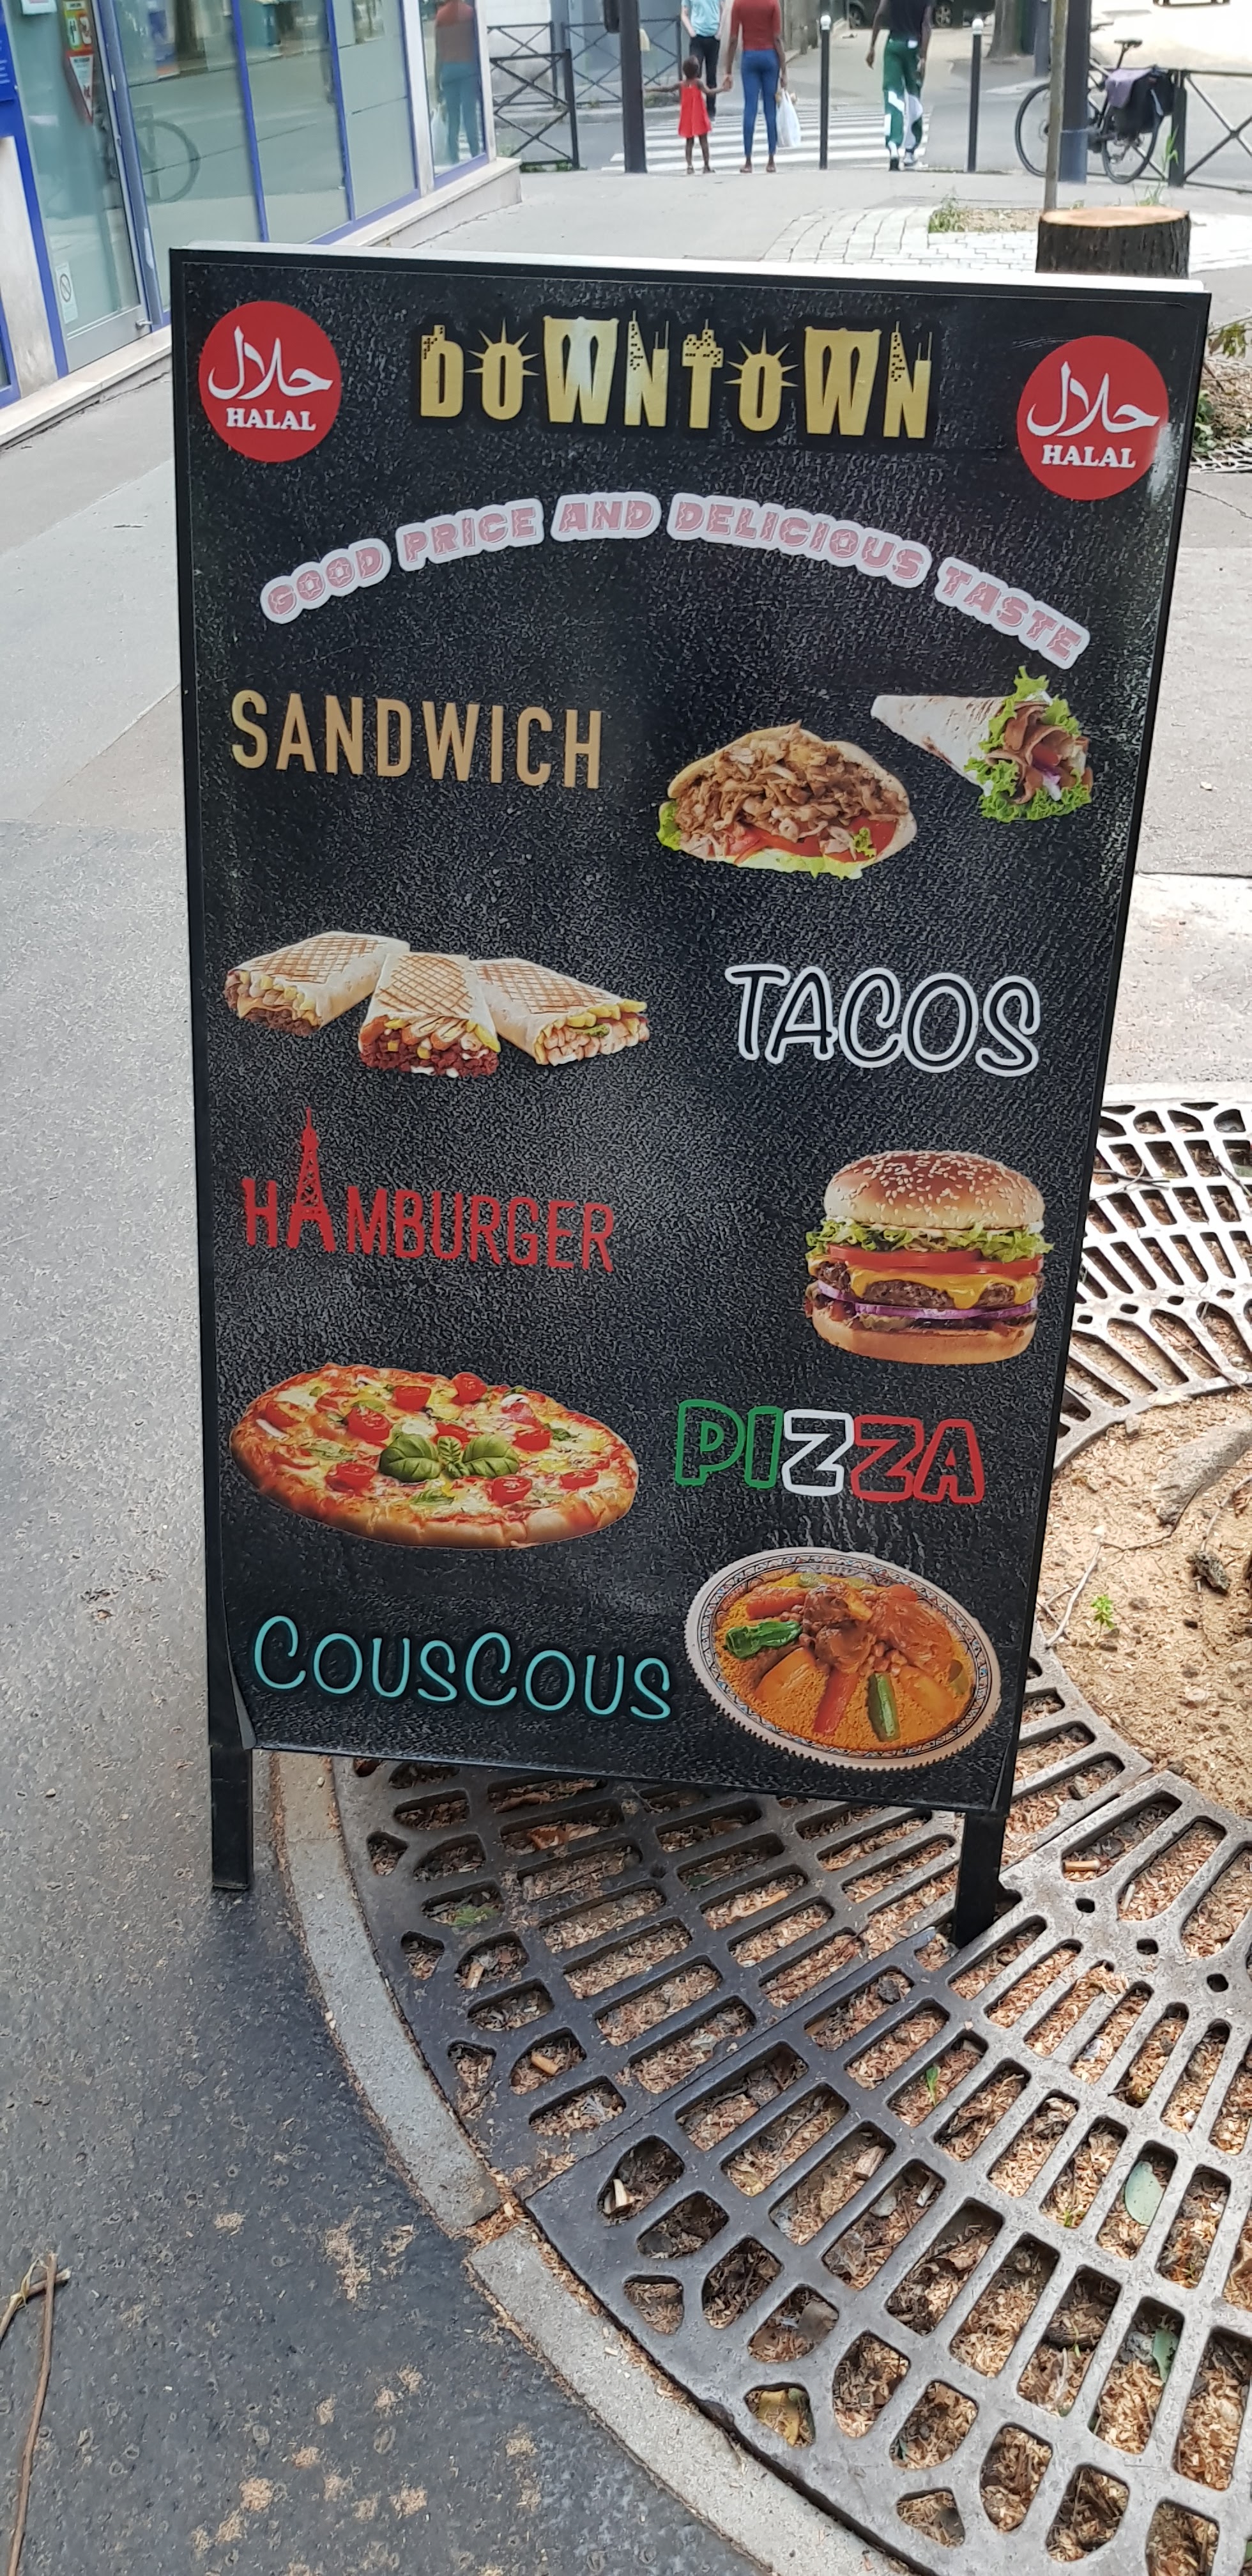 حلال
HALAL
DOWNTOWN
حلال
HALAL
GOOD PRICE AND DELICIOUS TASTE
SANDWICH
TACOS
HAMBURGER
PIZZA
COUSCOUS